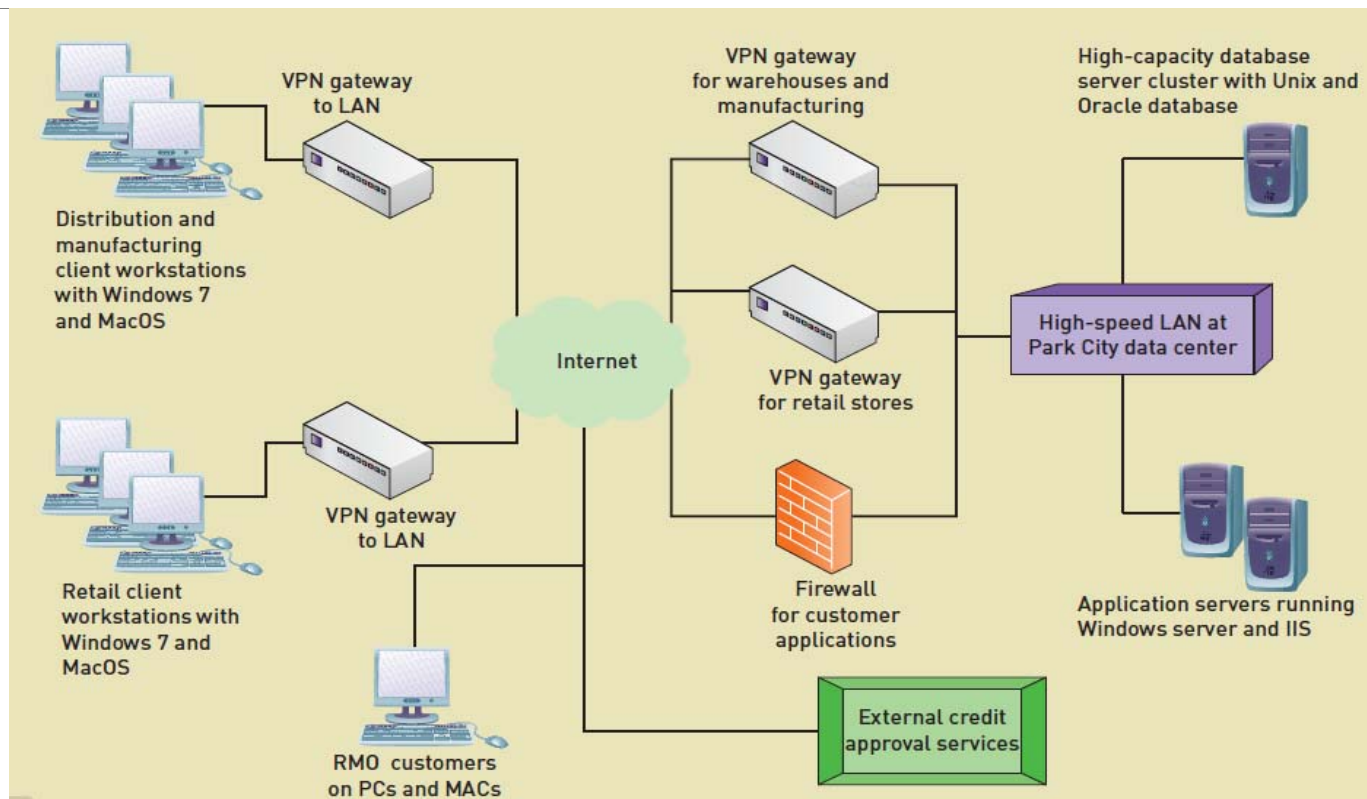 VPN gateway
to LAN
Distribution and
manufacturing
client workstations
with Windows 7
and MacOS
VPN gateway
for warehouses and
manufacturing
High-capacity database
server cluster with Unix and
Oracle database
Internet
VPN gateway
for retail stores
High-speed LAN at
Park City data center
VPN gateway
to LAN
Retail client
workstations with
Windows 7 and
MacOS
Firewall
for customer
applications
Application servers running
Windows server and IIS
RMO customers
on PCs and MACs
External credit
approval services